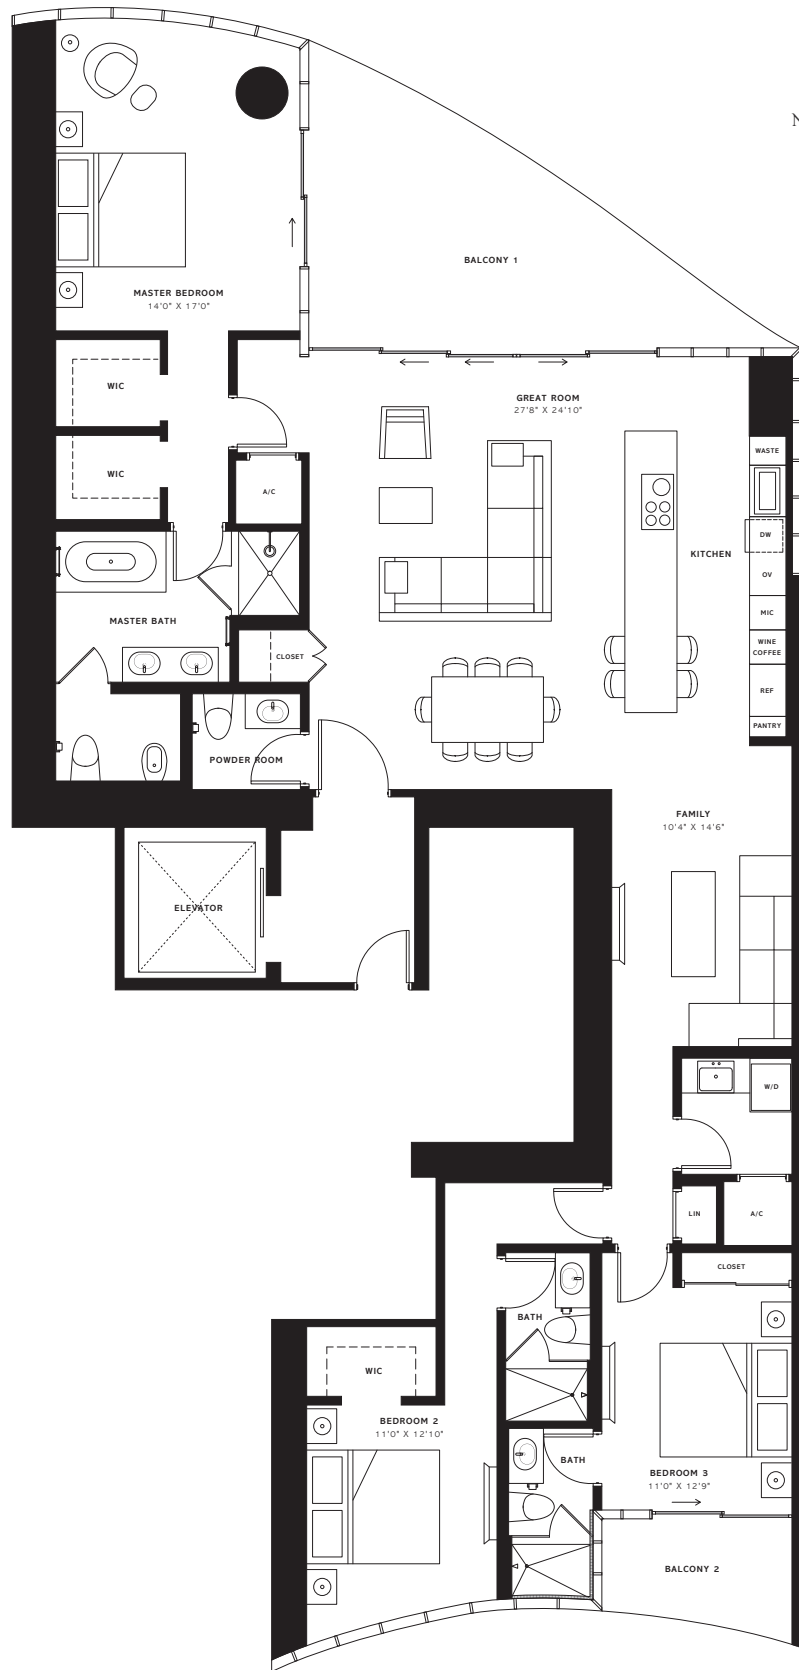 N
BALCONY 1
MASTER BEDROOM
14'0" X 17'0"
WIC
GREAT ROOM
27'8" X 24'10"
WASTE
WIC
A/C
DW
KITCHEN
OV
MIC
MASTER BATH
WINE
COFFEE
CLOSET
REF
PANTRY
POWDER ROOM
FAMILY
10'4" X 14'6"
ELEVATOR
W/D
LIN
A/C
CLOSET
BATH
WIC
BEDROOM 2
11'0" X 12'10"
BATH
BEDROOM 3
11'0" X 12'9"
BALCONY 2